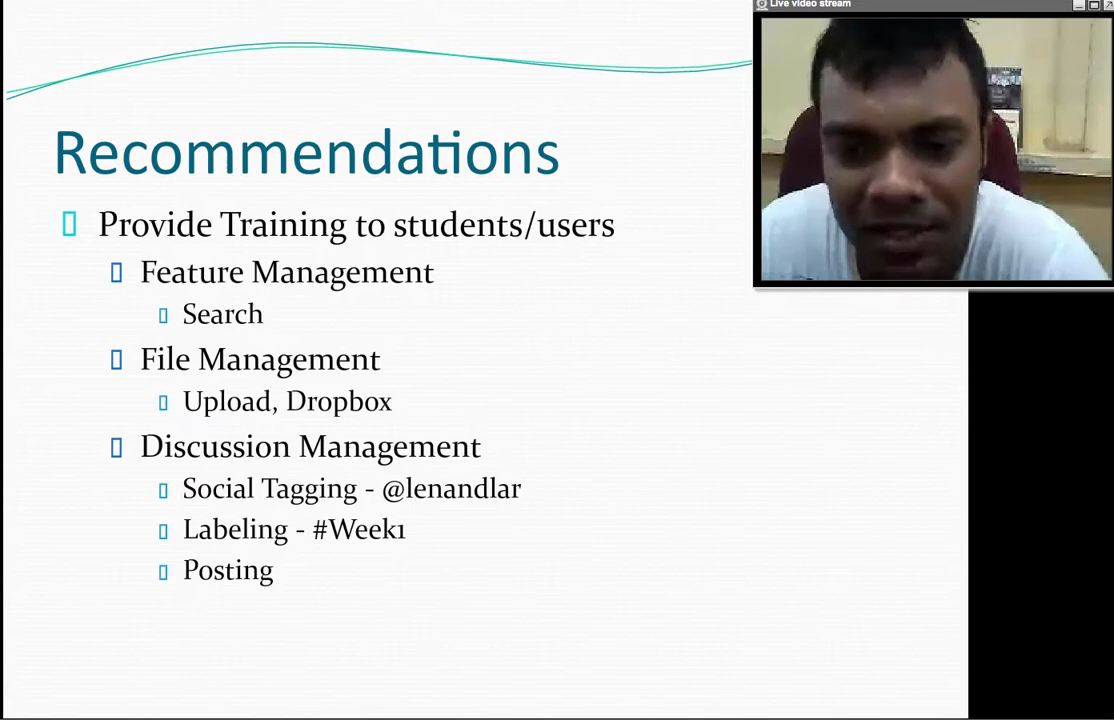 Live video stream
Recommendations
Provide Training to students/users
Feature Management
Search
File Management
Upload, Dropbox
Discussion Management
Social Tagging - @lenandlar
Labeling - #Week1
Posting